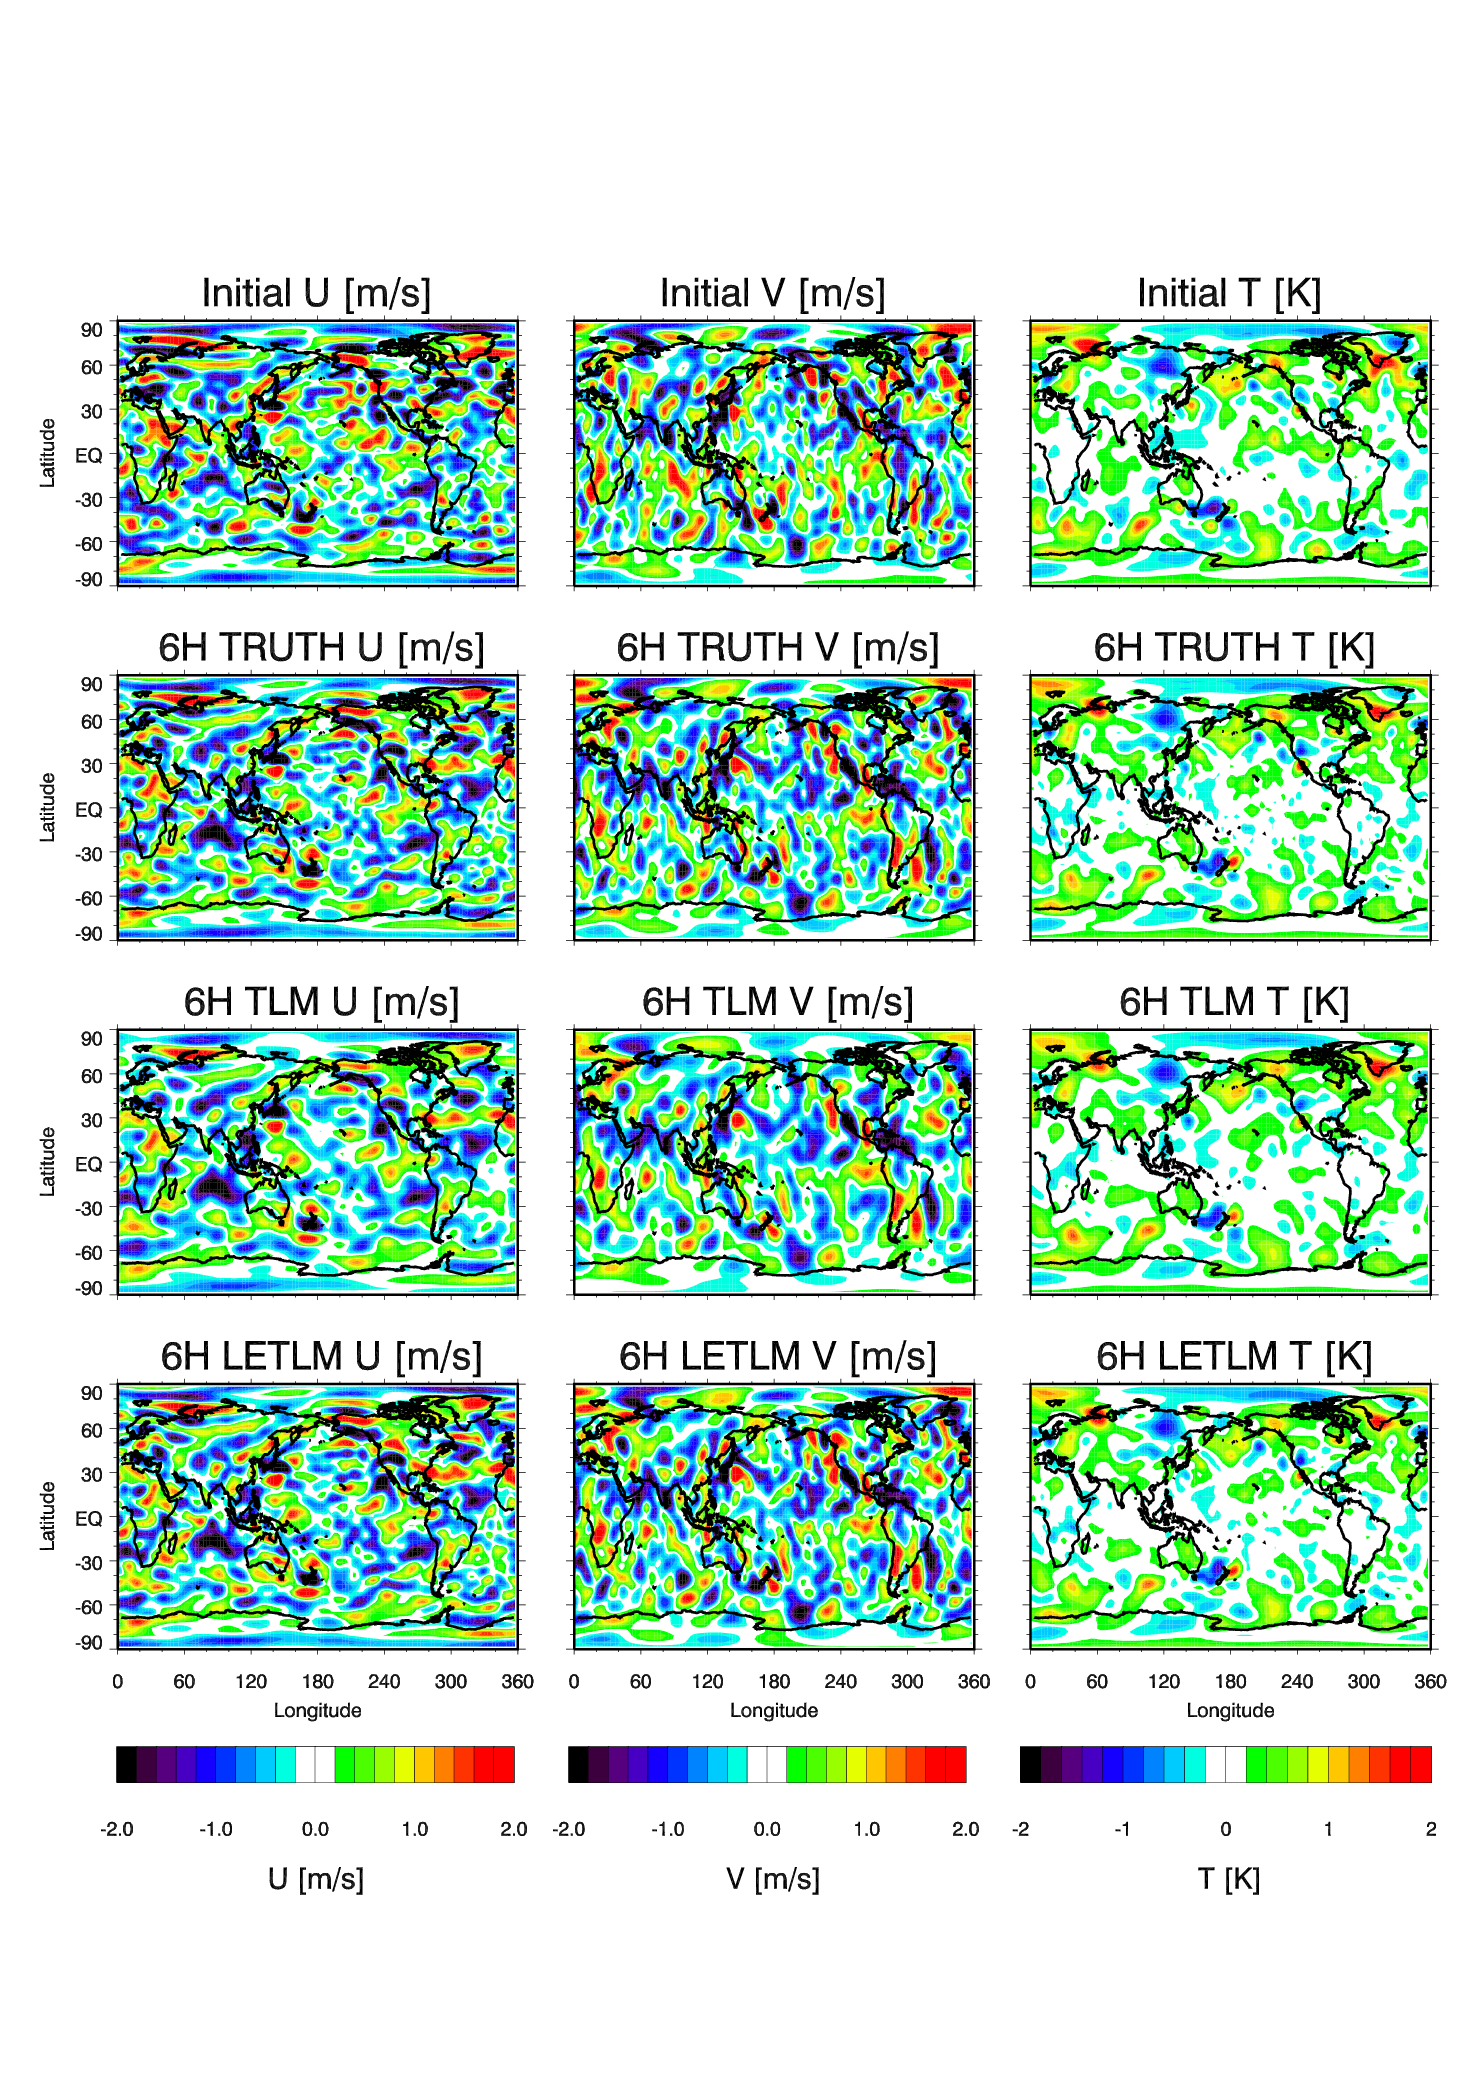 Initial U [m/s] Initial V [m/s] Initial T [K]
90
60
30
EQ
-30
-60
-90
Latitude
6H TRUTH U [m/s] 6H TRUTH V [m/s] 6H TRUTH T [K]
90
60
30
EQ
-30
-60
-90
Latitude
6H TLM U [m/s] 6H TLM V [m/s] 6H TLM T [K]
90
60
30
EQ
-30
-60
-90
Latitude
6H LETLM U [m/s] 6H LETLM V [m/s] 6H LETLM T [K]
90
60
30
EQ
-30
-60
-90
Latitude
0 60 120 180 240 300 360 0 60 120 180 240 300 360 0 60 120 180 240 300 360
Longitude Longitude Longitude
-2.0 -1.0 0.0 1.0 2.0 -2.0 -1.0 0.0 1.0 2.0 -2 -1 0 1 2
U [m/s] V [m/s] T [K]